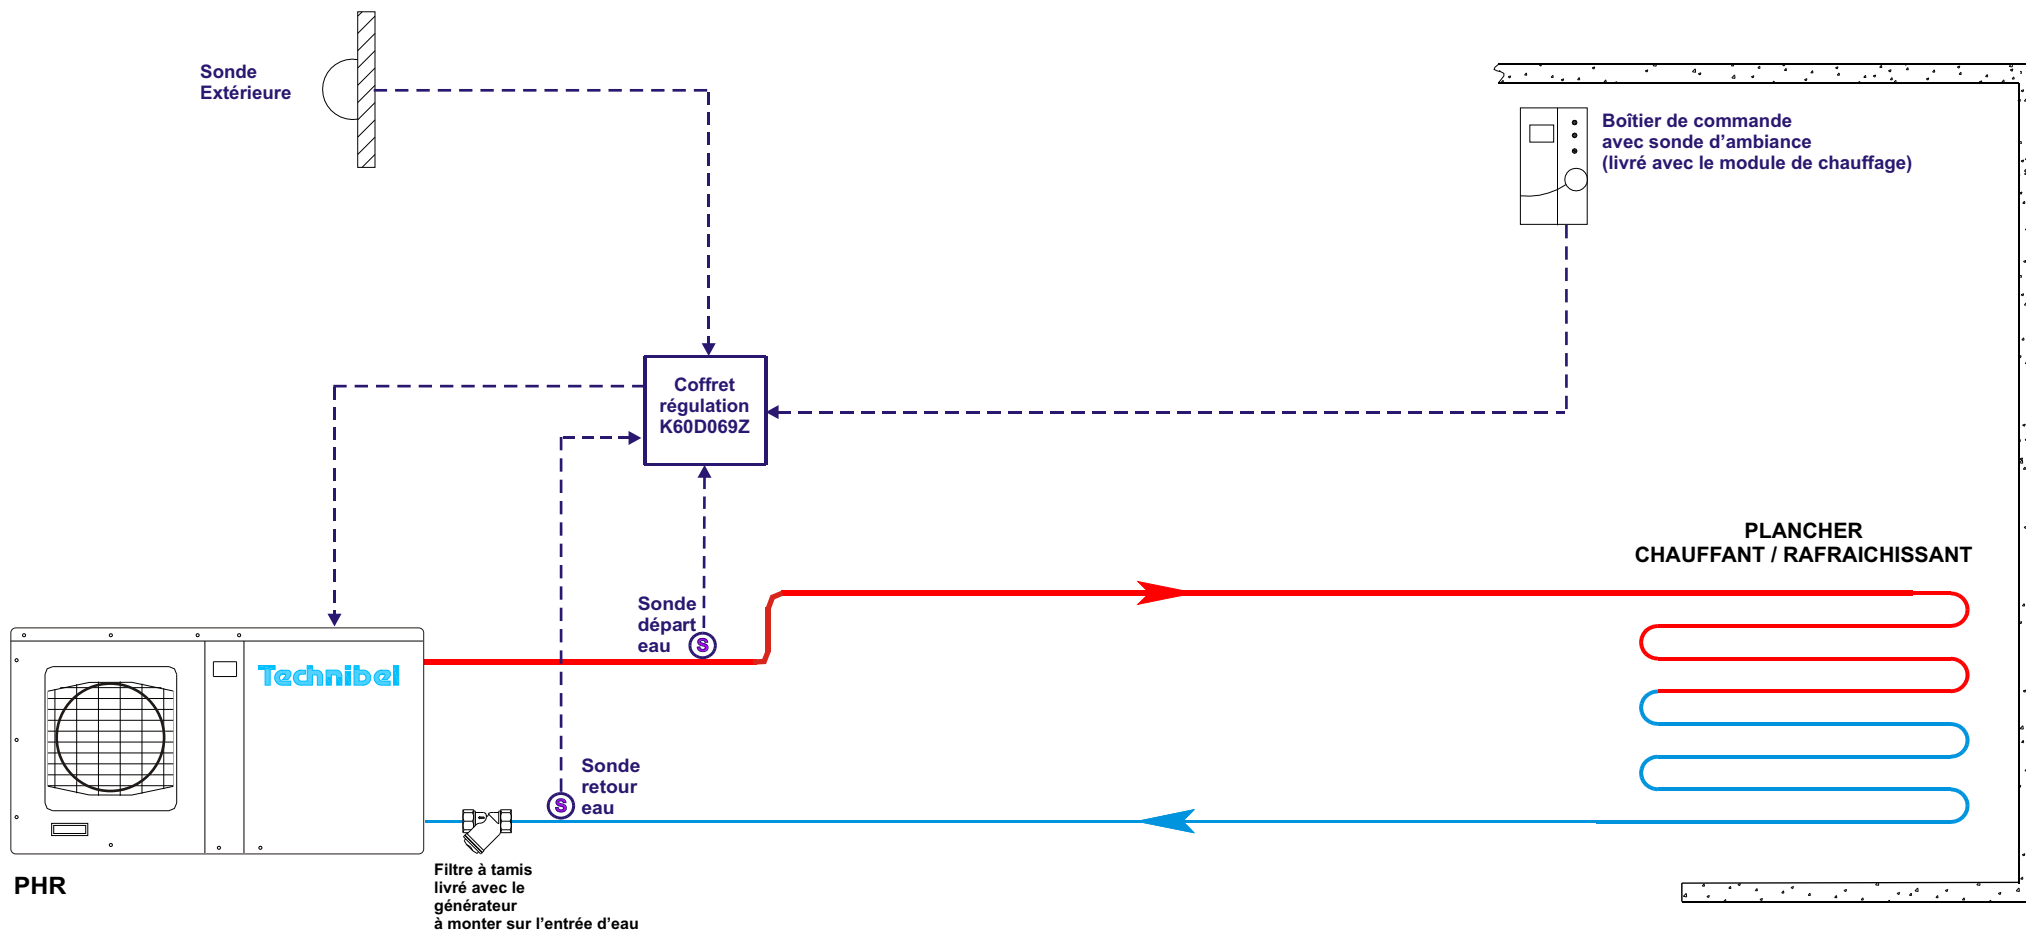 Sonde
Extérieure
Boîtier de commande
avec sonde d’ambiance
(livré avec le module de chauffage)
Coffret
régulation
K60D069Z
PLANCHER
CHAUFFANT / RAFRAICHISSANT
Sonde
départ
eau
S
Technibel
Sonde
retour
eau
S
PHR
Filtre à tamis
livré avec le
générateur
à monter sur l’entrée d’eau